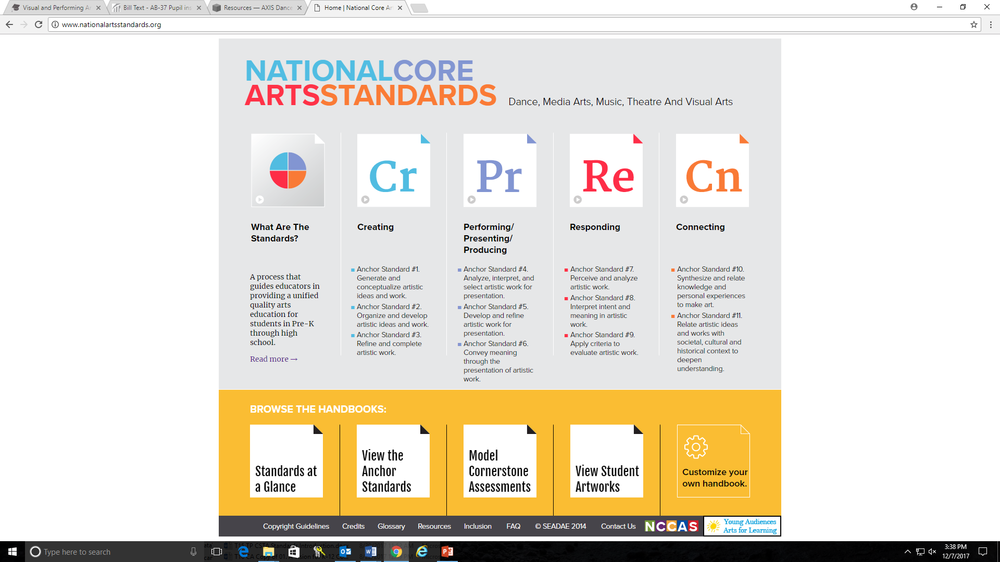 Visual and Performing Ar
Bill Text - AB-37 Pupil ins
Resources — AXIS Dance
Home | National Core Ar
www.nationalartsstandards.org
NATIONALCORE
ARTSSTANDARDS
Dance, Media Arts, Music, Theatre And Visual Arts
Cr
Pr
Re
Cn
What Are The
Standards?
A process that
guides educators in
providing a unified
quality arts
education for
students in Pre-K
through high
school.
Read more →
Creating
Anchor Standard #1.
Generate and
conceptualize artistic
ideas and work.
Anchor Standard #2.
Organize and develop
artistic ideas and work.
Anchor Standard #3.
Refine and complete
artistic work.
Performing/
Presenting/
Producing
Anchor Standard #4.
Analyze, interpret, and
select artistic work for
presentation.
Anchor Standard #5.
Develop and refine
artistic work for
presentation.
Anchor Standard #6.
Convey meaning
through the
presentation of artistic
work.
Responding
Anchor Standard #7.
Perceive and analyze
artistic work.
Anchor Standard #8.
Interpret intent and
meaning in artistic
work.
Anchor Standard #9.
Apply criteria to
evaluate artistic work.
Connecting
Anchor Standard #10.
Synthesize and relate
knowledge and
personal experiences
to make art.
Anchor Standard #11.
Relate artistic ideas
and works with
societal, cultural and
historical context to
deepen
understanding.
BROWSE THE HANDBOOKS:
Standards at
a Glance
View the
Anchor
Standards
Model
Cornerstone
Assessments
View Student
Artworks
Customize your
own handbook.
Copyright Guidelines
Credits
Glossary
Resources
Inclusion
FAQ
© SEADAE 2014
Contact Us
NCCAS
Young Audiences
Arts for Learning
Type here to search
3:38 PM
12/7/2017